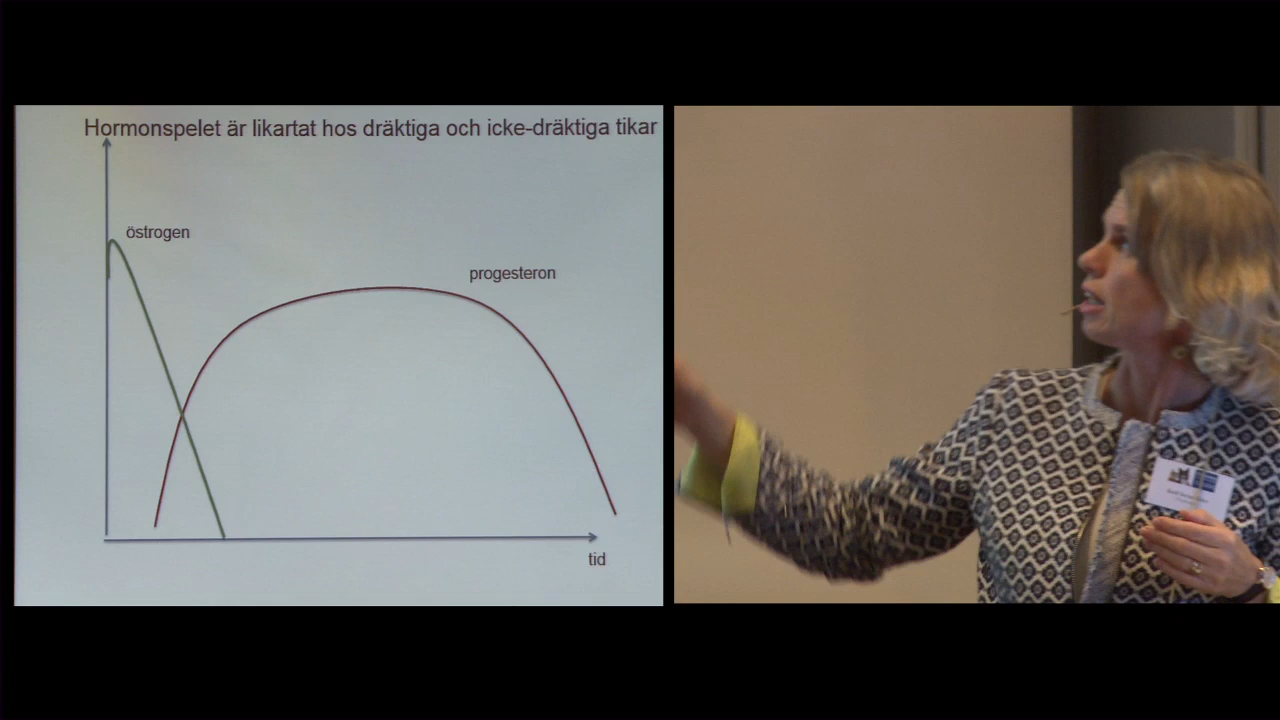 Hormonspelet är likartat hos dräktiga och icke-dräktiga tikar
östrogen
progesteron
tid